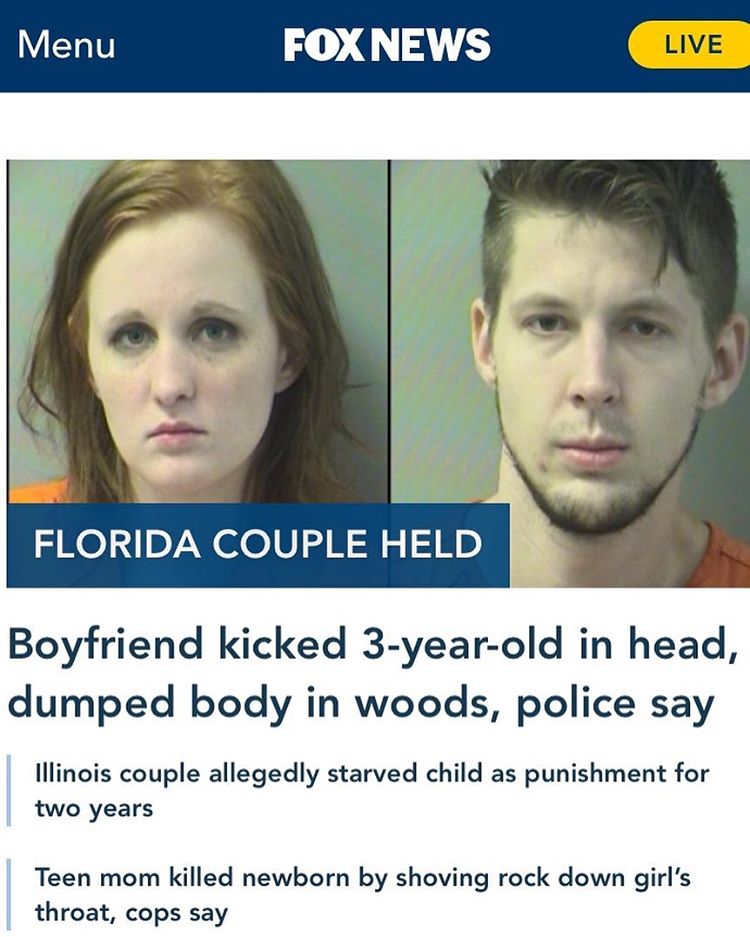 Menu FOX NEWS LIVE
FLORIDA COUPLE HELD
Boyfriend kicked 3-year-old in head,
dumped body in woods, police say
Illinois couple allegedly starved child as punishment for
two years
Teen mom killed newborn by shoving rock down girl's
throat, cops say